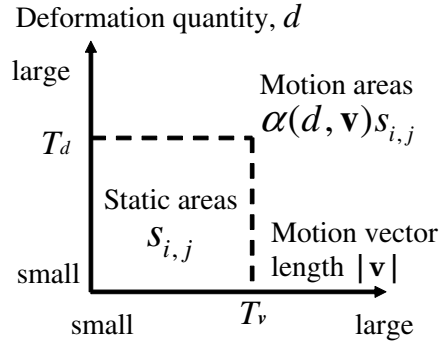 Deformation quantity, d
large
Motion areas
α(d, v)s_{i, j}
T_d
Static areas
s_{i, j}
Motion vector
length |v|
small
small
T_v
large